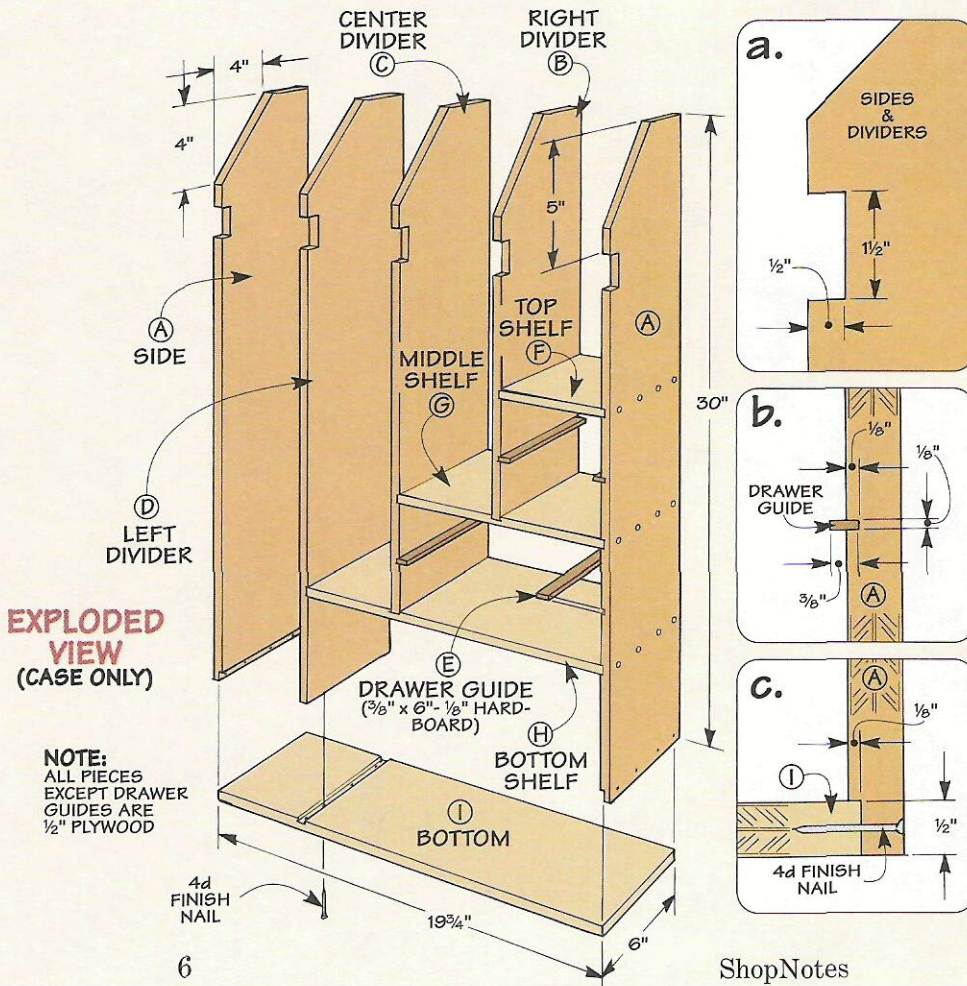 CENTER
DIVIDER
Ⓒ
RIGHT
DIVIDER
Ⓑ
4"
4"
5"
Ⓐ
SIDE
TOP
SHELF
Ⓕ
Ⓐ
MIDDLE
SHELF
Ⓖ
30"
Ⓓ
LEFT
DIVIDER
EXPLODED
VIEW
(CASE ONLY)
Ⓔ
DRAWER GUIDE
(3/8" x 6"- 1/8" HARD-
BOARD)
Ⓗ
BOTTOM
SHELF
NOTE:
ALL PIECES
EXCEPT DRAWER
GUIDES ARE
1/2" PLYWOOD
Ⓘ
BOTTOM
4d
FINISH
NAIL
19 3/4"
6"
a.
SIDES
&
DIVIDERS
1 1/2"
1/2"
b.
1/8"
1/8"
DRAWER
GUIDE
3/8"
Ⓐ
c.
Ⓐ
1/8"
Ⓘ
1/2"
4d FINISH
NAIL
6
ShopNotes